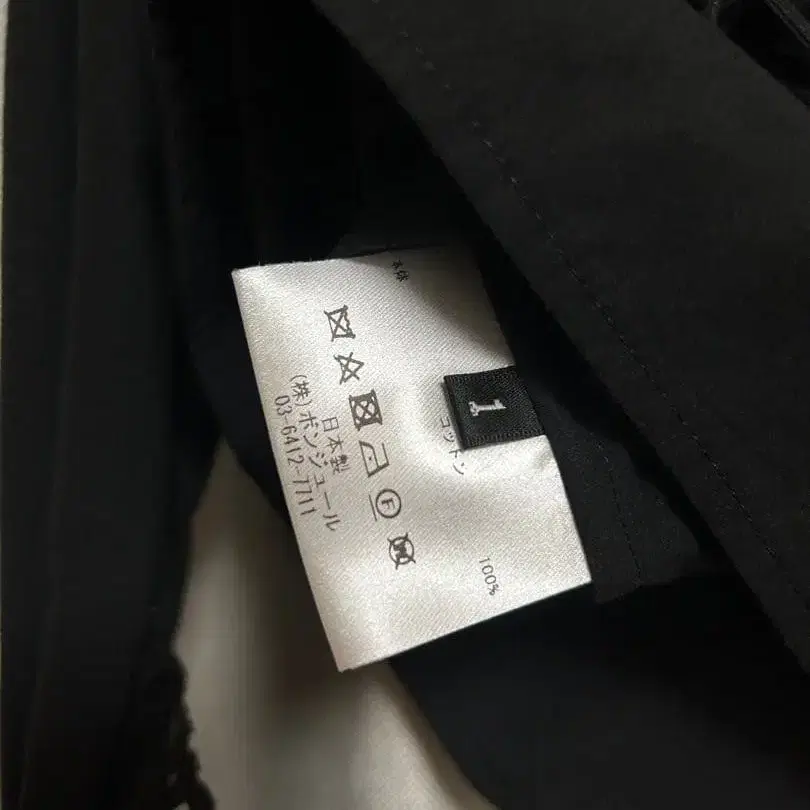 本体
コットン
100%
1
日本製
(株)ボンジュール
03-6412-7711